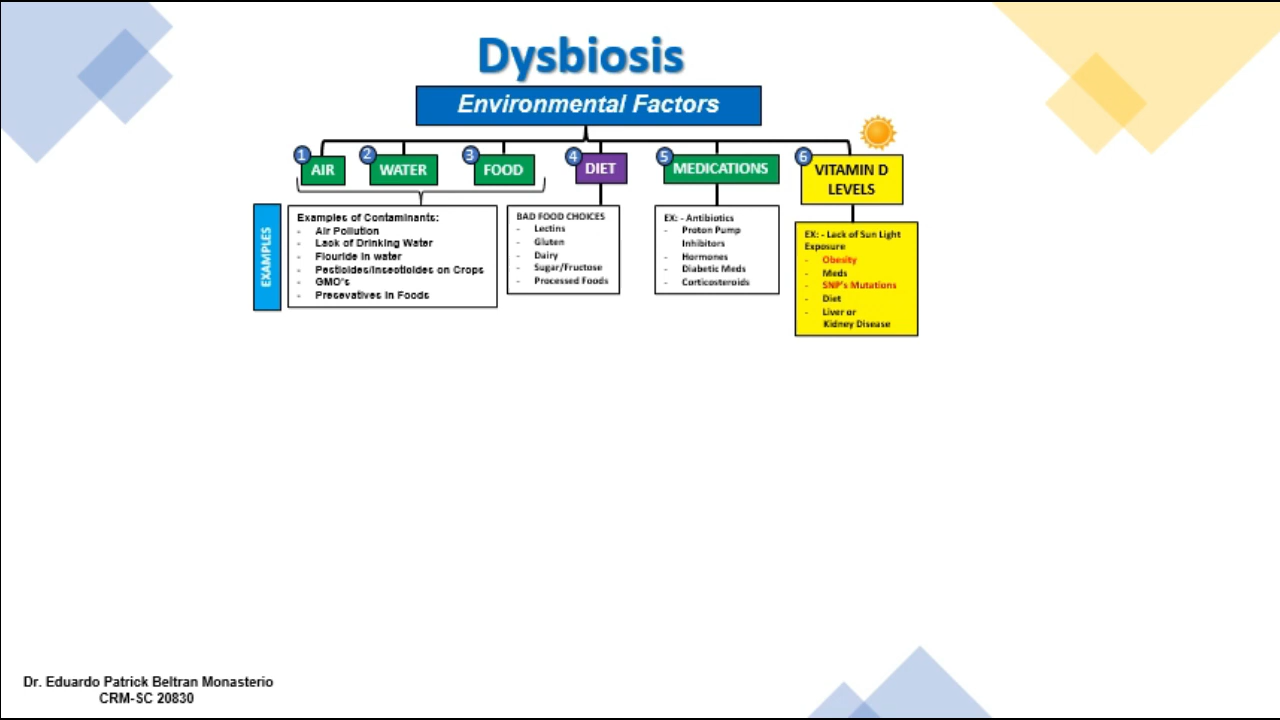 Dysbiosis
Environmental Factors
1 AIR
2 WATER
3 FOOD
4 DIET
5 MEDICATIONS
6 VITAMIN D
LEVELS
EXAMPLES
Examples of Contaminants:
- Air Pollution
- Lack of Drinking Water
- Flouride in water
- Pesticides/Insecticides on Crops
- GMO's
- Presevatives in Foods
BAD FOOD CHOICES
- Lectins
- Gluten
- Dairy
- Sugar/Fructose
- Processed Foods
EX: - Antibiotics
- Proton Pump
Inhibitors
- Hormones
- Diabetic Meds
- Corticosteroids
EX: - Lack of Sun Light
Exposure
- Obesity
- Meds
- SNP's Mutations
- Diet
- Liver or
Kidney Disease
Dr. Eduardo Patrick Beltran Monasterio
CRM-SC 20830